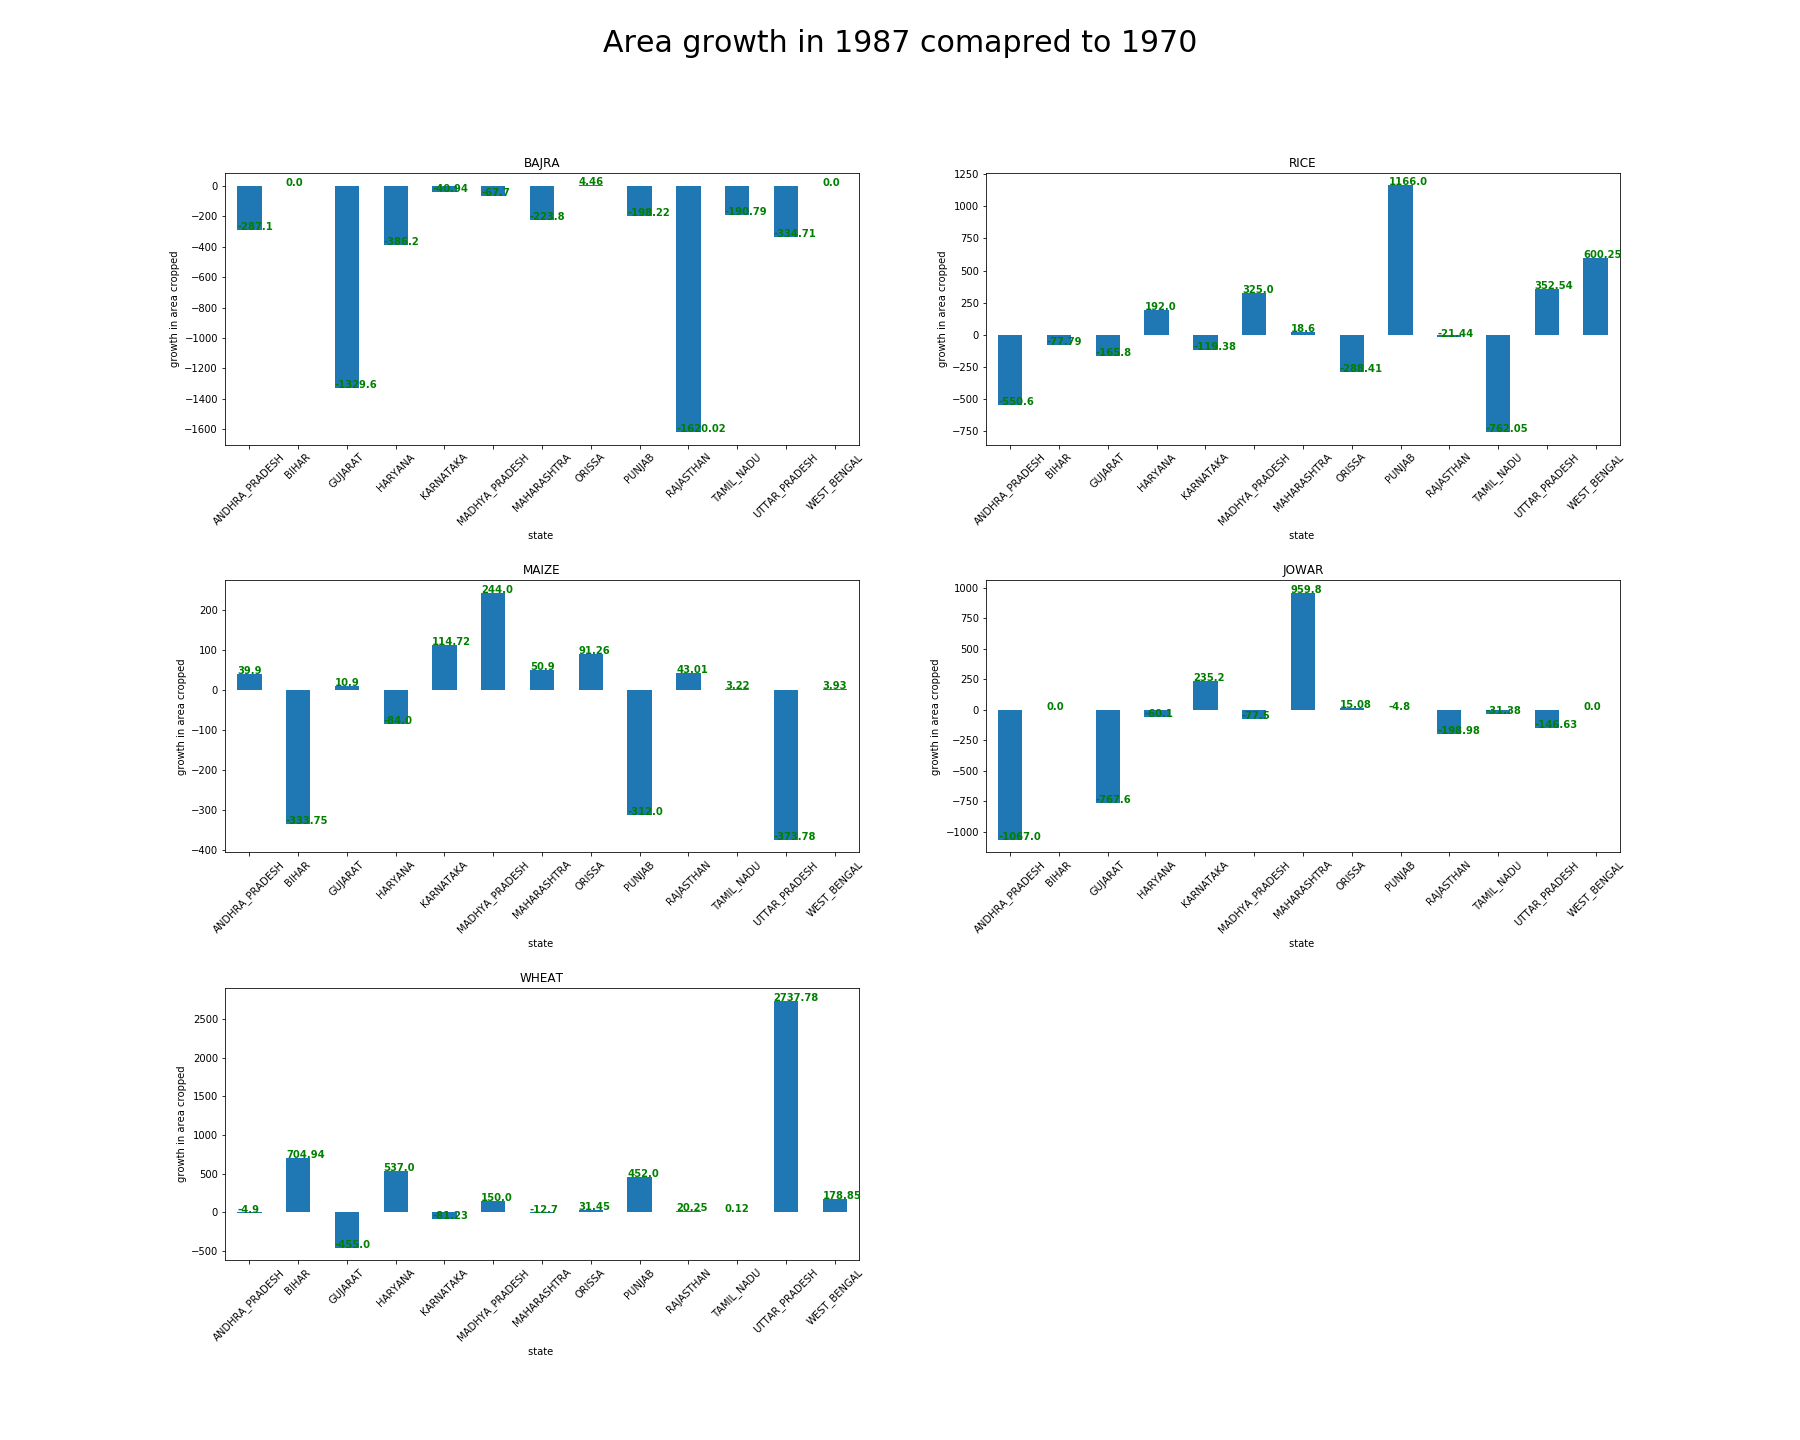 Area growth in 1987 comapred to 1970
BAJRA
growth in area cropped
0
−200
−400
−600
−800
−1000
−1200
−1400
−1600
-287.1
0.0
-1329.6
-386.2
-40.94
-67.7
-223.8
4.46
-198.22
-1620.02
-190.79
-334.71
0.0
ANDHRA_PRADESH
BIHAR
GUJARAT
HARYANA
KARNATAKA
MADHYA_PRADESH
MAHARASHTRA
ORISSA
PUNJAB
RAJASTHAN
TAMIL_NADU
UTTAR_PRADESH
WEST_BENGAL
state
RICE
growth in area cropped
1250
1000
750
500
250
0
−250
−500
−750
-550.6
-77.79
-165.8
192.0
-119.38
325.0
18.6
-288.41
1166.0
-21.44
-762.05
352.54
600.25
ANDHRA_PRADESH
BIHAR
GUJARAT
HARYANA
KARNATAKA
MADHYA_PRADESH
MAHARASHTRA
ORISSA
PUNJAB
RAJASTHAN
TAMIL_NADU
UTTAR_PRADESH
WEST_BENGAL
state
MAIZE
growth in area cropped
200
100
0
−100
−200
−300
−400
39.9
-333.75
10.9
-84.0
114.72
244.0
50.9
91.26
-312.0
43.01
3.22
-373.78
3.93
ANDHRA_PRADESH
BIHAR
GUJARAT
HARYANA
KARNATAKA
MADHYA_PRADESH
MAHARASHTRA
ORISSA
PUNJAB
RAJASTHAN
TAMIL_NADU
UTTAR_PRADESH
WEST_BENGAL
state
JOWAR
growth in area cropped
1000
750
500
250
0
−250
−500
−750
−1000
-1067.0
0.0
-767.6
-60.1
235.2
-77.5
959.8
15.08
-4.8
-198.98
-31.38
-146.63
0.0
ANDHRA_PRADESH
BIHAR
GUJARAT
HARYANA
KARNATAKA
MADHYA_PRADESH
MAHARASHTRA
ORISSA
PUNJAB
RAJASTHAN
TAMIL_NADU
UTTAR_PRADESH
WEST_BENGAL
state
WHEAT
growth in area cropped
2500
2000
1500
1000
500
0
−500
-4.9
704.94
-455.0
537.0
-81.23
150.0
-12.7
31.45
452.0
20.25
0.12
2737.78
178.85
ANDHRA_PRADESH
BIHAR
GUJARAT
HARYANA
KARNATAKA
MADHYA_PRADESH
MAHARASHTRA
ORISSA
PUNJAB
RAJASTHAN
TAMIL_NADU
UTTAR_PRADESH
WEST_BENGAL
state